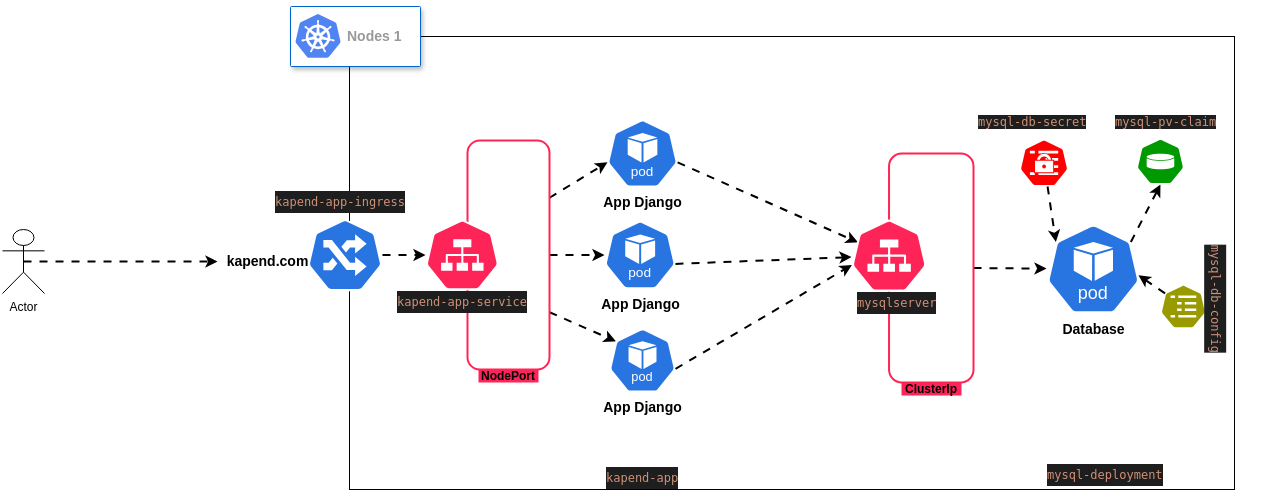 Nodes 1
mysql-db-secret
mysql-pv-claim
pod
App Django
kapend-app-ingress
Actor
kapend.com
kapend-app-service
pod
App Django
mysqlserver
pod
Database
mysql-db-config
NodePort
pod
App Django
ClusterIp
kapend-app
mysql-deployment